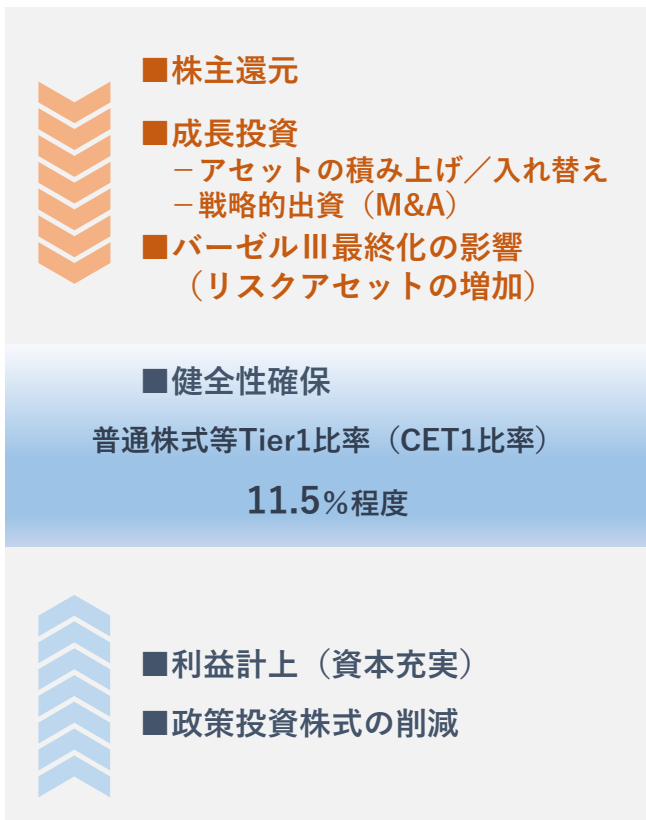 ■株主還元
■成長投資
－アセットの積み上げ／入れ替え
－戦略的出資（M&A）
■バーゼルⅢ最終化の影響
（リスクアセットの増加）
■健全性確保
普通株式等Tier1比率（CET1比率）
11.5%程度
■利益計上（資本充実）
■政策投資株式の削減